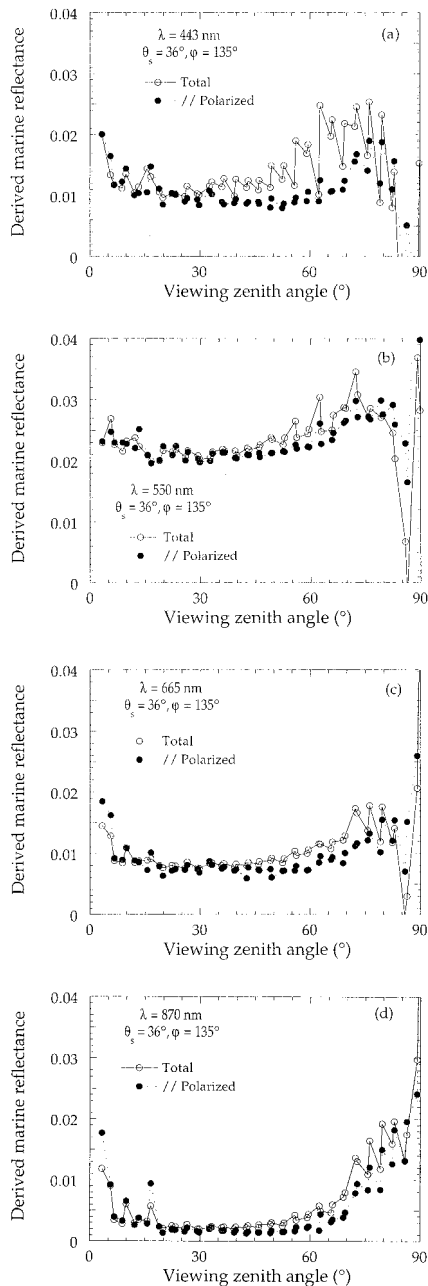 (a)
λ = 443 nm
θs = 36°, φ = 135°
Total
// Polarized
Derived marine reflectance
0.04
0.03
0.02
0.01
0
0 30 60 90
Viewing zenith angle (°)
(b)
λ = 550 nm
θs = 36°, φ = 135°
Total
// Polarized
Derived marine reflectance
0.04
0.03
0.02
0.01
0
0 30 60 90
Viewing zenith angle (°)
(c)
λ = 665 nm
θs = 36°, φ = 135°
Total
// Polarized
Derived marine reflectance
0.04
0.03
0.02
0.01
0
0 30 60 90
Viewing zenith angle (°)
(d)
λ = 870 nm
θs = 36°, φ = 135°
Total
// Polarized
Derived marine reflectance
0.04
0.03
0.02
0.01
0
0 30 60 90
Viewing zenith angle (°)